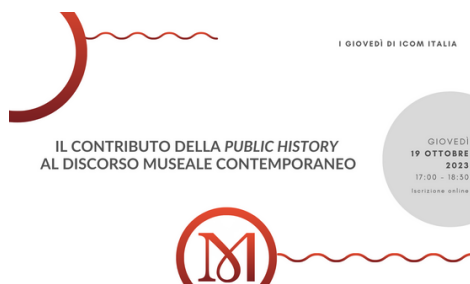 I GIOVEDÌ DI ICOM ITALIA
IL CONTRIBUTO DELLA PUBLIC HISTORY
AL DISCORSO MUSEALE CONTEMPORANEO
GIOVEDÌ
19 OTTOBRE
2023
17:00 - 18:30
Iscrizione online
M